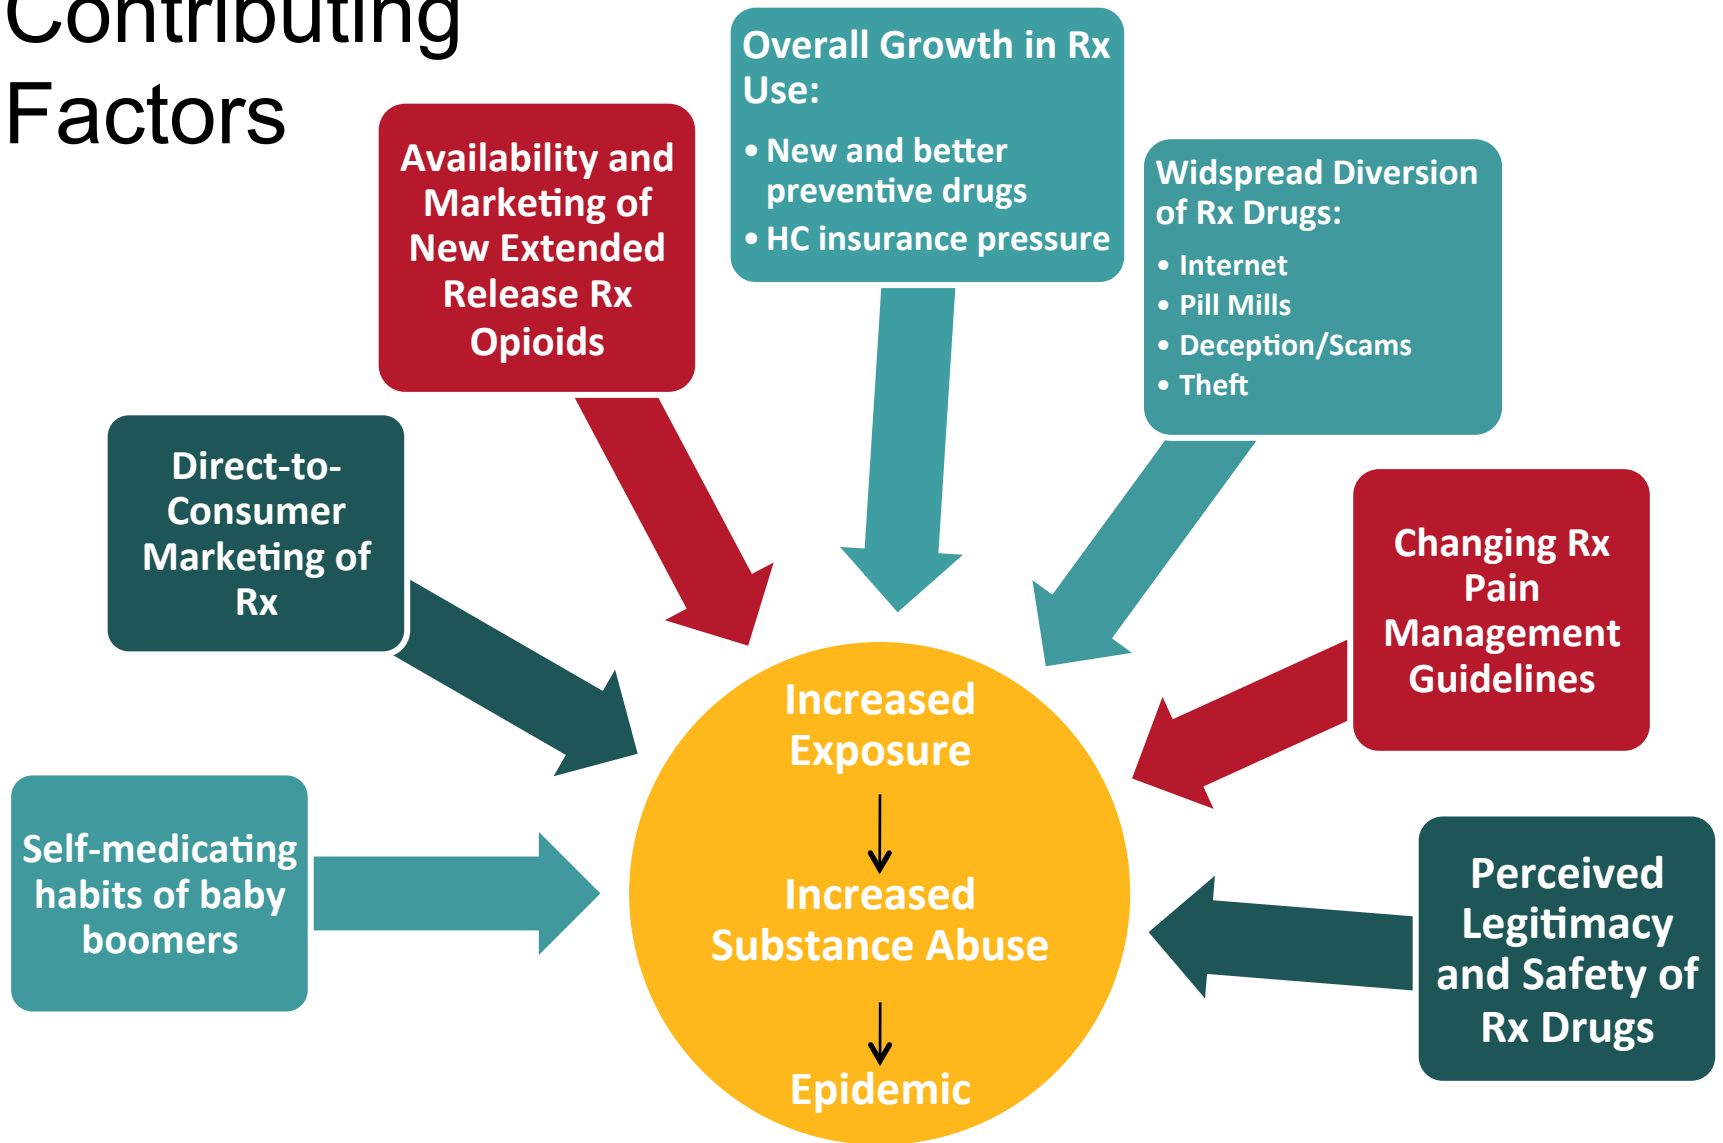 Contributing
Factors
Overall Growth in Rx
Use:
• New and better
preventive drugs
• HC insurance pressure
Availability and
Marketing of
New Extended
Release Rx
Opioids
Widspread Diversion
of Rx Drugs:
• Internet
• Pill Mills
• Deception/Scams
• Theft
Direct-to-
Consumer
Marketing of
Rx
Changing Rx
Pain
Management
Guidelines
Self-medicating
habits of baby
boomers
Perceived
Legitimacy
and Safety of
Rx Drugs
Increased
Exposure
Increased
Substance Abuse
Epidemic